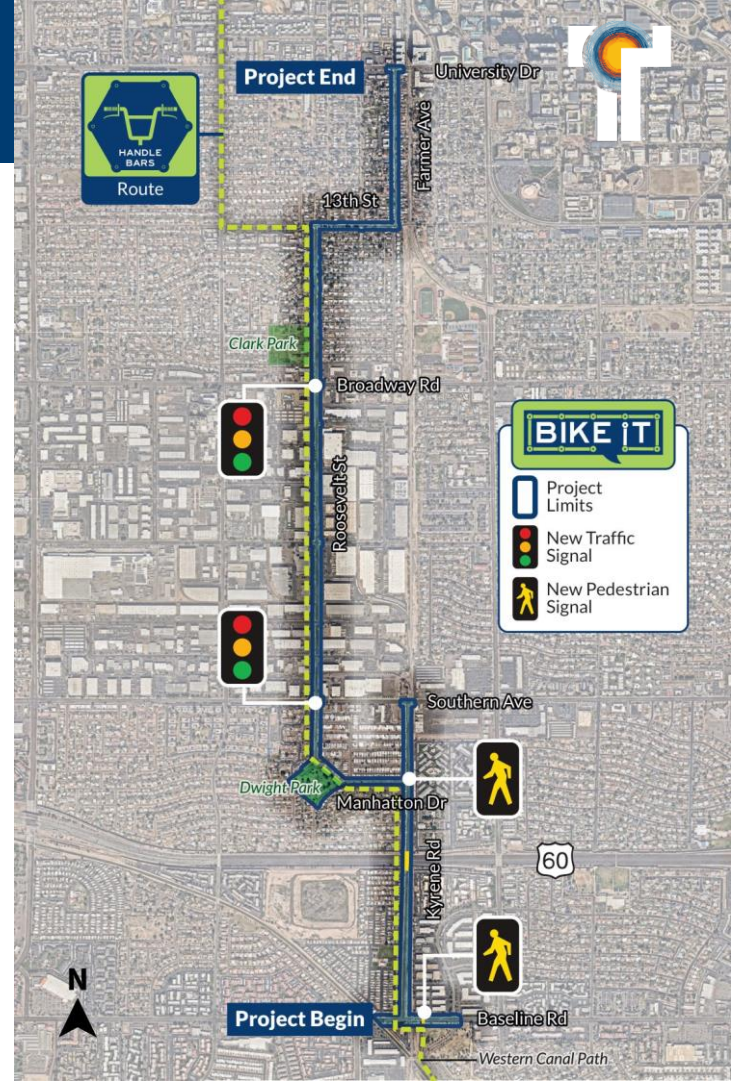 Project End
University Dr
HANDLE
BARS
Route
Farmer Ave
13th St
Clark Park
Broadway Rd
BIKE iT
Project
Limits
New Traffic
Signal
New Pedestrian
Signal
Roosevelt St
Southern Ave
Dwight Park
Manhatton Dr
60
Kyrene Rd
N
Project Begin
Baseline Rd
Western Canal Path